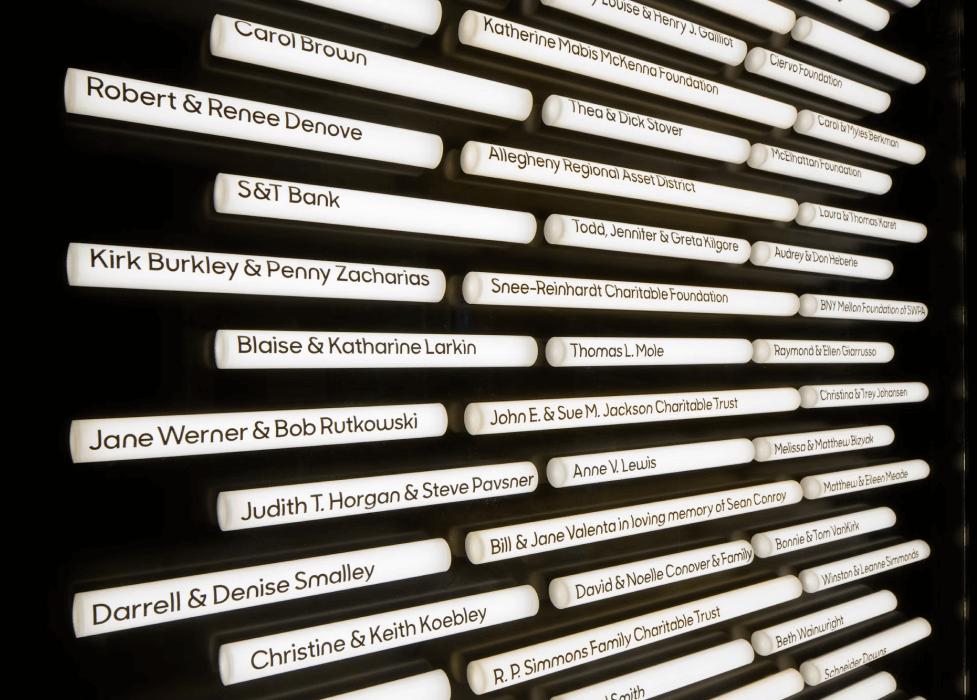 Carol Brown
Robert & Renee Denove
S&T Bank
Kirk Burkley & Penny Zacharias
Blaise & Katharine Larkin
Jane Werner & Bob Rutkowski
Judith T. Horgan & Steve Pavsner
Darrell & Denise Smalley
Christine & Keith Koebley
Louise & Henry J. Gailliot
Katherine Mabis McKenna Foundation
Thea & Dick Stover
Allegheny Regional Asset District
Todd, Jennifer & Greta Kilgore
Snee-Reinhardt Charitable Foundation
Thomas L. Mole
John E. & Sue M. Jackson Charitable Trust
Anne V. Lewis
Bill & Jane Valenta in loving memory of Sean Conroy
David & Noelle Conover & Family
R. P. Simmons Family Charitable Trust
Smith
Ciervo Foundation
Carol & Myles Berkman
McElhattan Foundation
Laura & Thomas Karet
Audrey & Don Heberle
BNY Mellon Foundation of SWPA
Raymond & Ellen Giarrusso
Christina & Trey Johansen
Melissa & Matthew Bizyak
Matthew & Eileen Meade
Bonnie & Tom VanKirk
Winston & Leanne Simmonds
Beth Wainwright
Schneider Downs